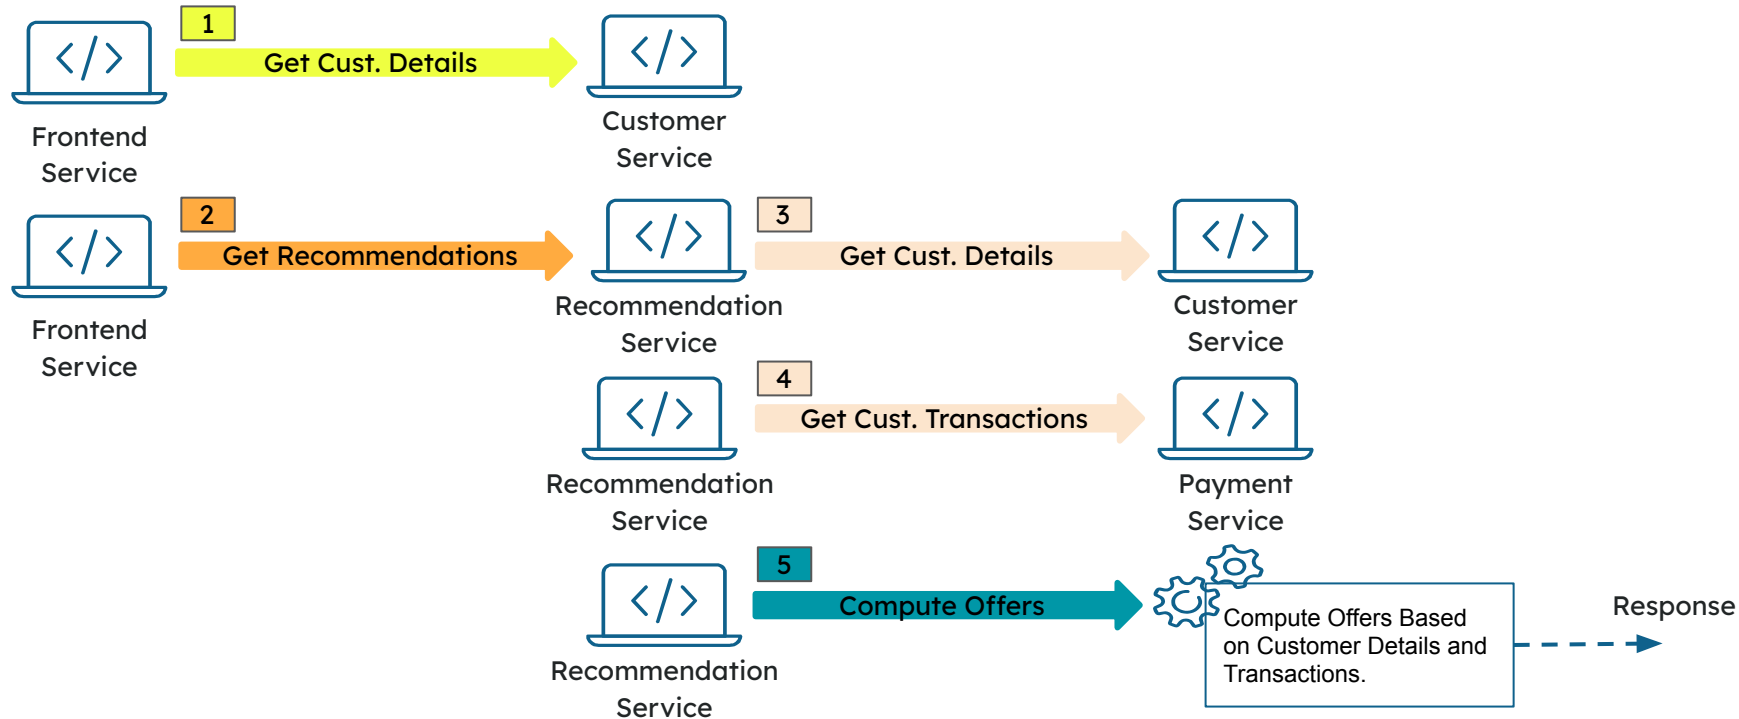 1
Get Cust. Details
Frontend
Service
Customer
Service
2
Get Recommendations
Frontend
Service
Recommendation
Service
3
Get Cust. Details
Customer
Service
4
Get Cust. Transactions
Recommendation
Service
Payment
Service
5
Compute Offers
Recommendation
Service
Compute Offers Based
on Customer Details and
Transactions.
Response